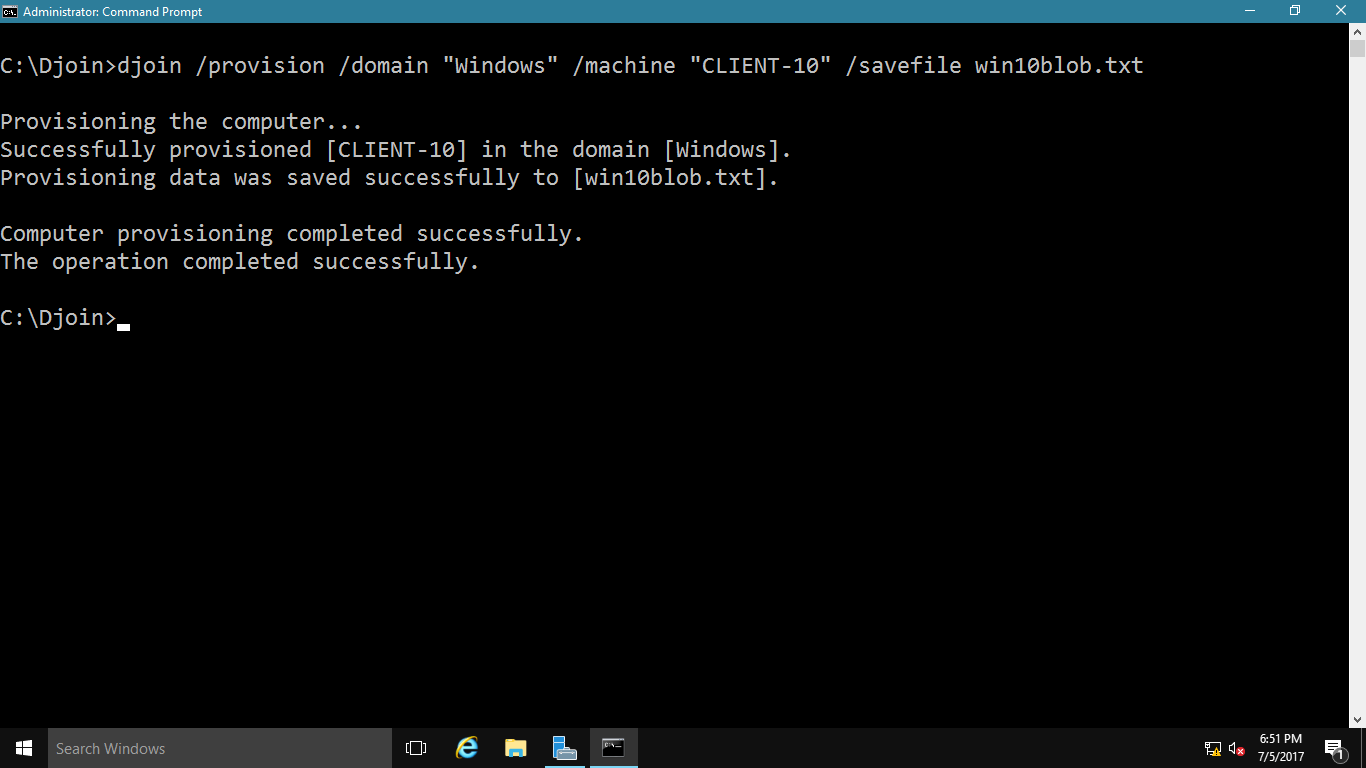 Administrator: Command Prompt
C:\Djoin>djoin /provision /domain "Windows" /machine "CLIENT-10" /savefile win10blob.txt
Provisioning the computer...
Successfully provisioned [CLIENT-10] in the domain [Windows].
Provisioning data was saved successfully to [win10blob.txt].
Computer provisioning completed successfully.
The operation completed successfully.
C:\Djoin>
Search Windows
6:51 PM
7/5/2017
1